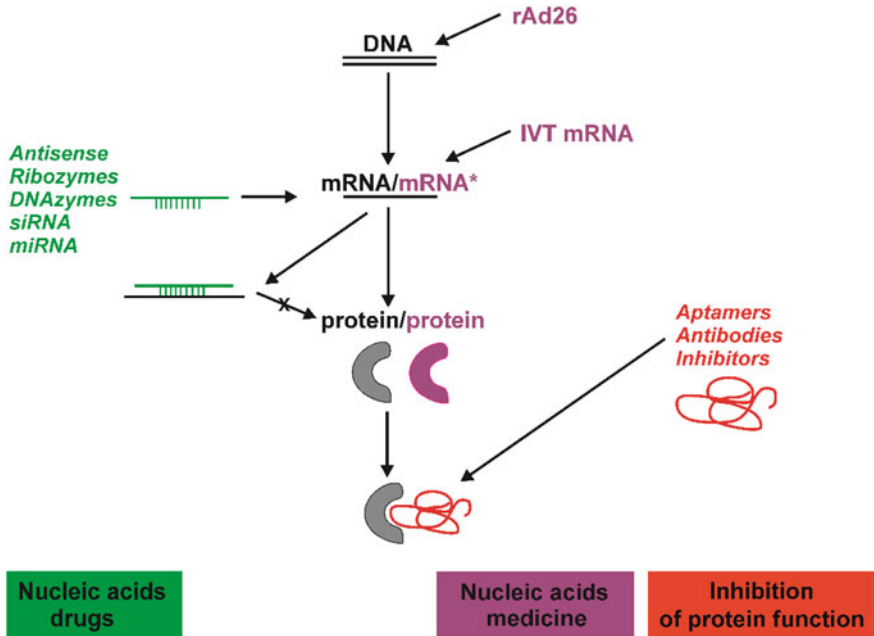 rAd26
DNA
IVT mRNA
Antisense
Ribozymes
DNAzymes
siRNA
miRNA
mRNA/mRNA*
x
protein/protein
Aptamers
Antibodies
Inhibitors
Nucleic acids
drugs
Nucleic acids
medicine
Inhibition
of protein function